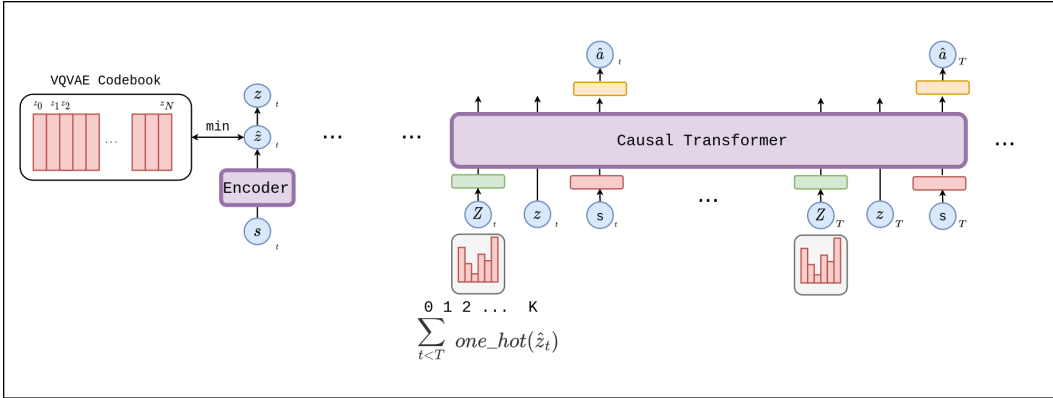 VQVAE Codebook
z0 z1 z2 ... zN
min
z t
ẑ t
Encoder
s t
... ...
â t
â T
Causal Transformer
...
Z t z t s t
...
Z T z T s T
0 1 2 ... K
∑ t<T one_hot(ẑt)